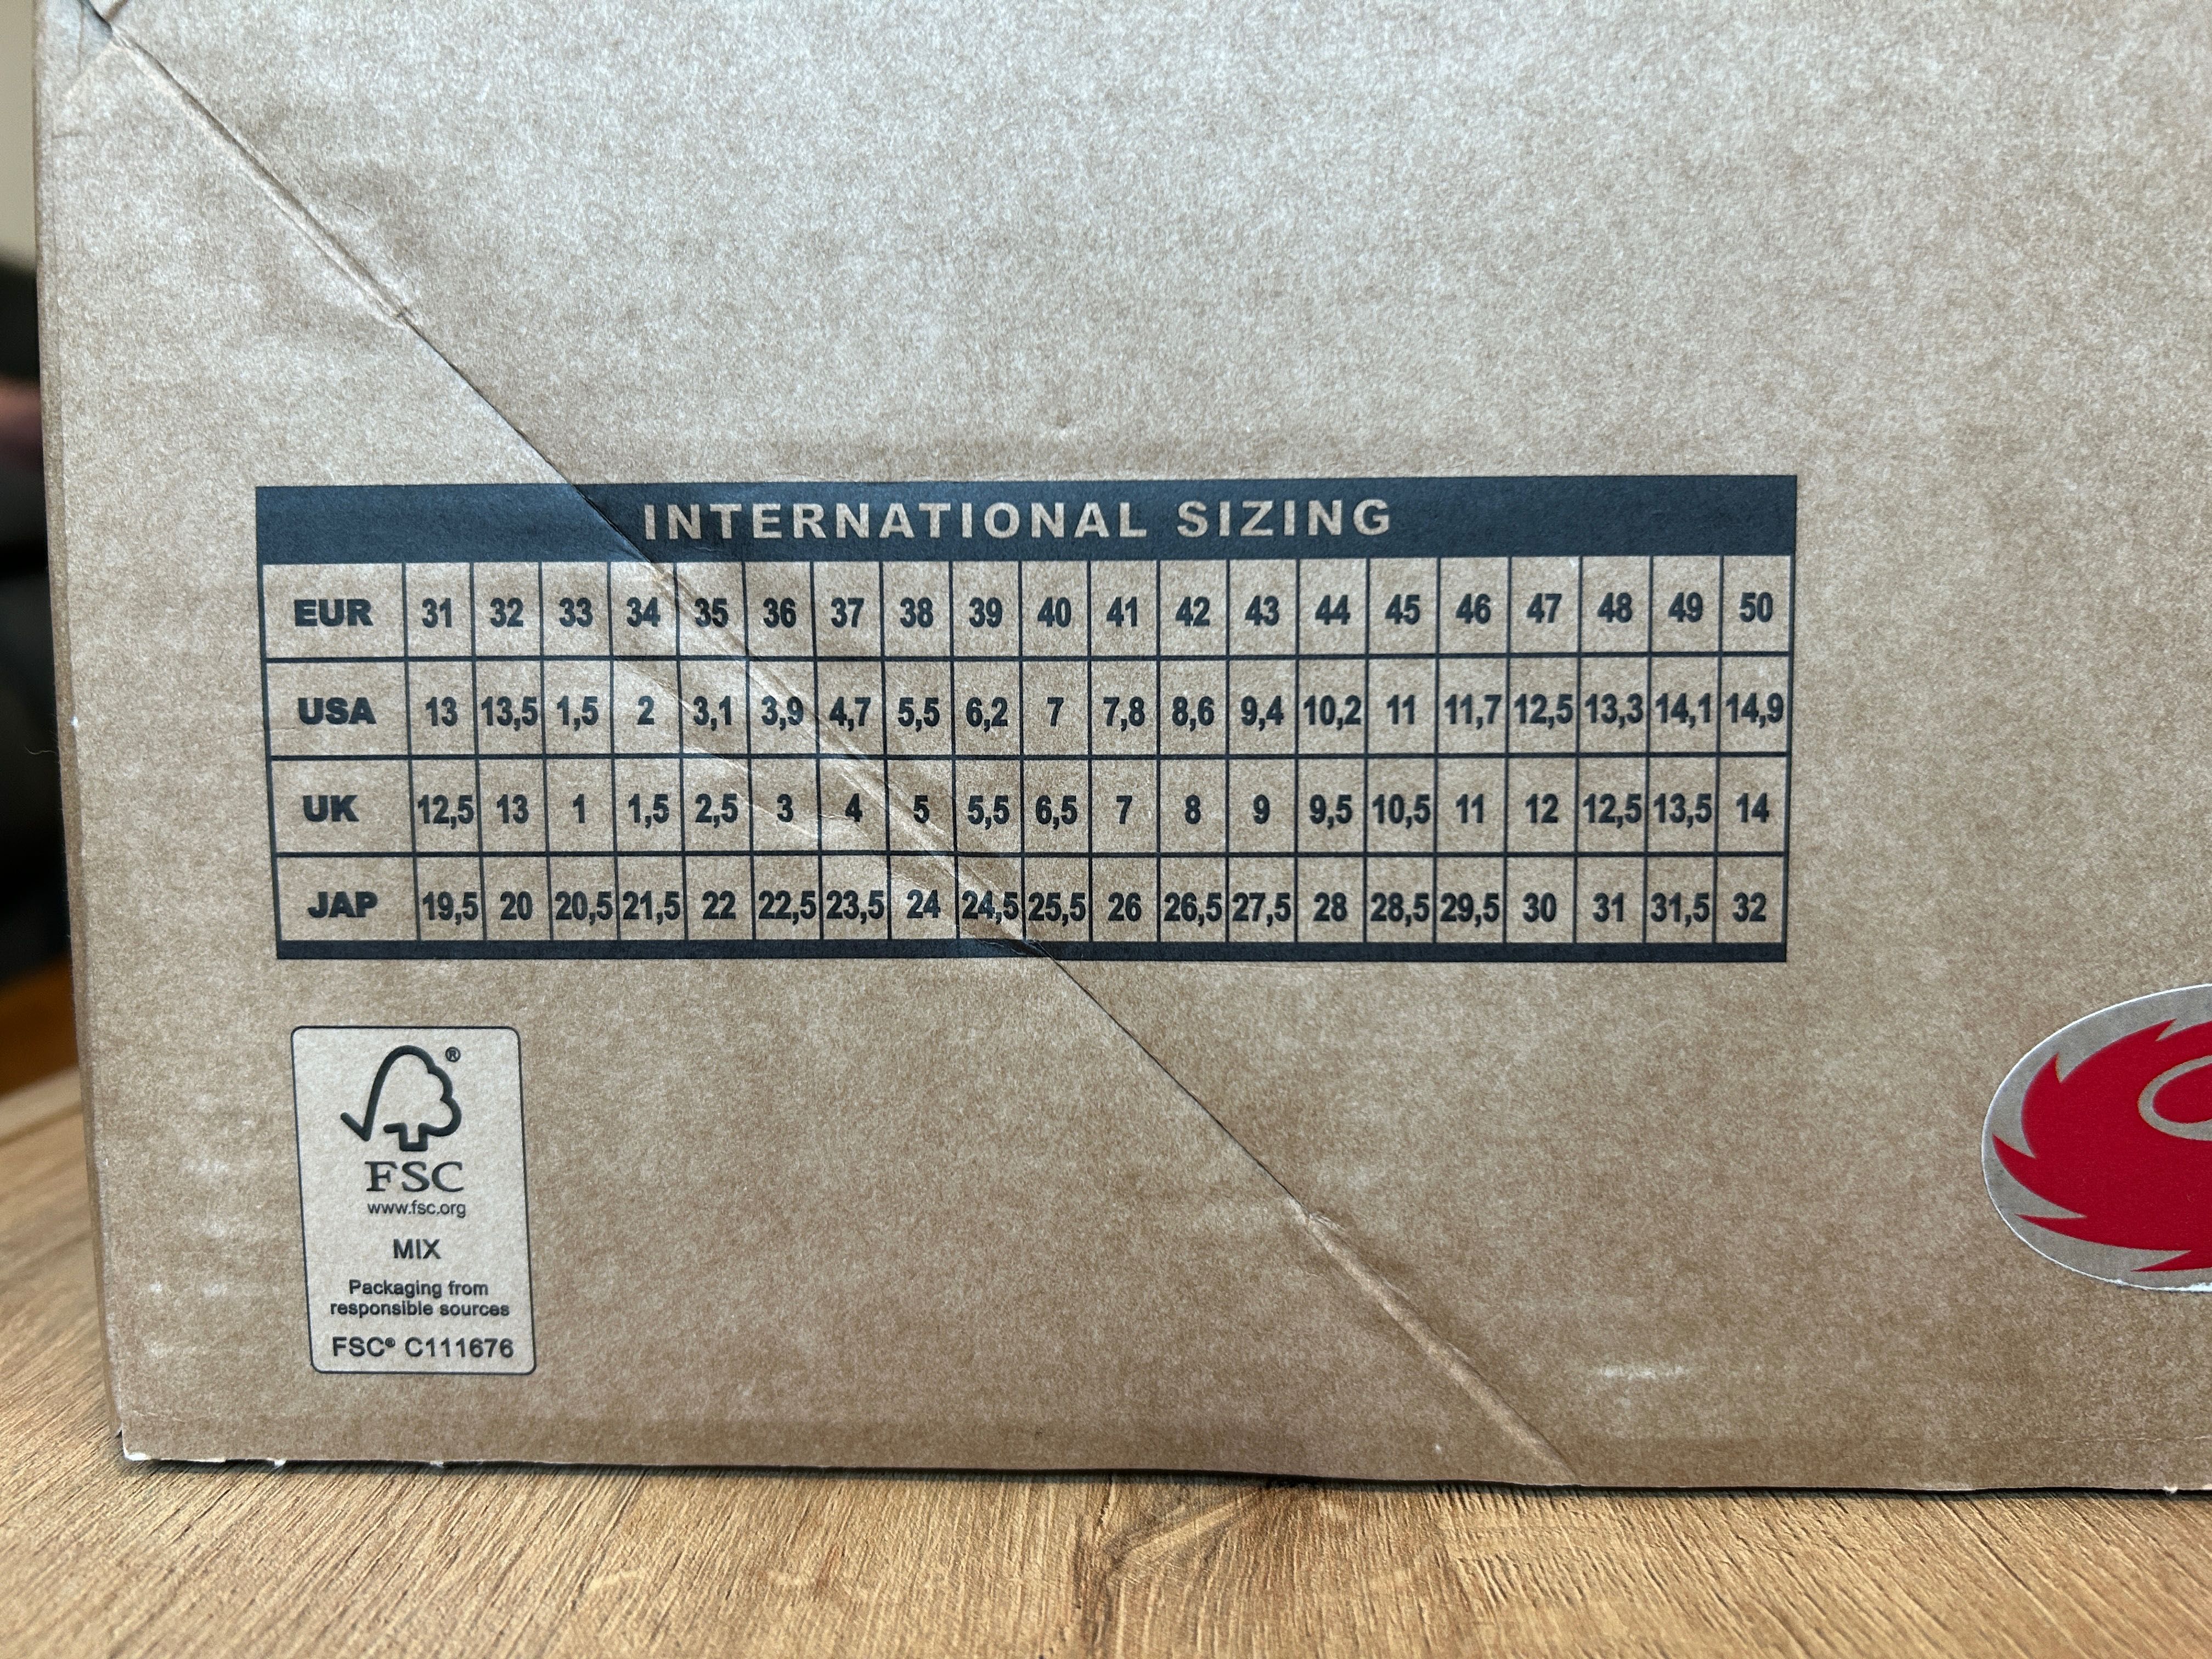 INTERNATIONAL SIZING
EUR 31 32 33 34 35 36 37 38 39 40 41 42 43 44 45 46 47 48 49 50
USA 13 13,5 1,5 2 3,1 3,9 4,7 5,5 6,2 7 7,8 8,6 9,4 10,2 11 11,7 12,5 13,3 14,1 14,9
UK 12,5 13 1 1,5 2,5 3 4 5 5,5 6,5 7 8 9 9,5 10,5 11 12 12,5 13,5 14
JAP 19,5 20 20,5 21,5 22 22,5 23,5 24 24,5 25,5 26 26,5 27,5 28 28,5 29,5 30 31 31,5 32
®
FSC
www.fsc.org
MIX
Packaging from
responsible sources
FSC® C111676